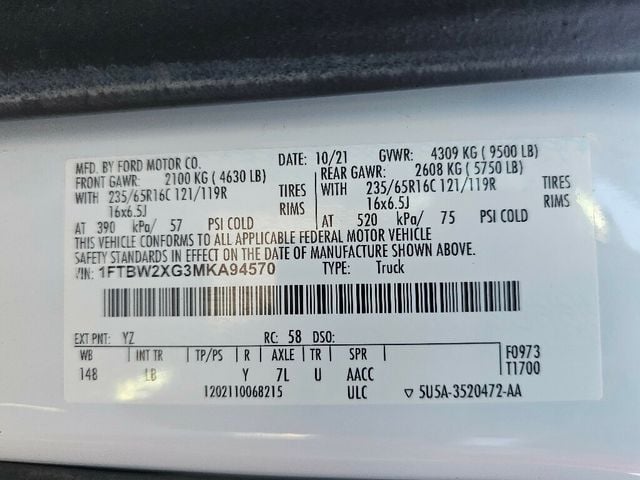 MFD. BY FORD MOTOR CO. DATE: 10/21 GVWR: 4309 KG ( 9500 LB)
FRONT GAWR: 2100 KG ( 4630 LB) REAR GAWR: 2608 KG ( 5750 LB)
WITH 235/65R16C 121/119R TIRES WITH 235/65R16C 121/119R TIRES
16x6.5J RIMS 16x6.5J RIMS
AT 390 kPa/ 57 PSI COLD AT 520 kPa/ 75 PSI COLD
THIS VEHICLE CONFORMS TO ALL APPLICABLE FEDERAL MOTOR VEHICLE
SAFETY STANDARDS IN EFFECT ON THE DATE OF MANUFACTURE SHOWN ABOVE.
VIN: 1FTBW2XG3MKA94570 TYPE: Truck
EXT PNT: YZ RC: 58 DSO:
WB INT TR TP/PS R AXLE TR SPR F0973
148 LB Y 7L U AACC T1700
1202110068215 ULC ▽ 5U5A-3520472-AA